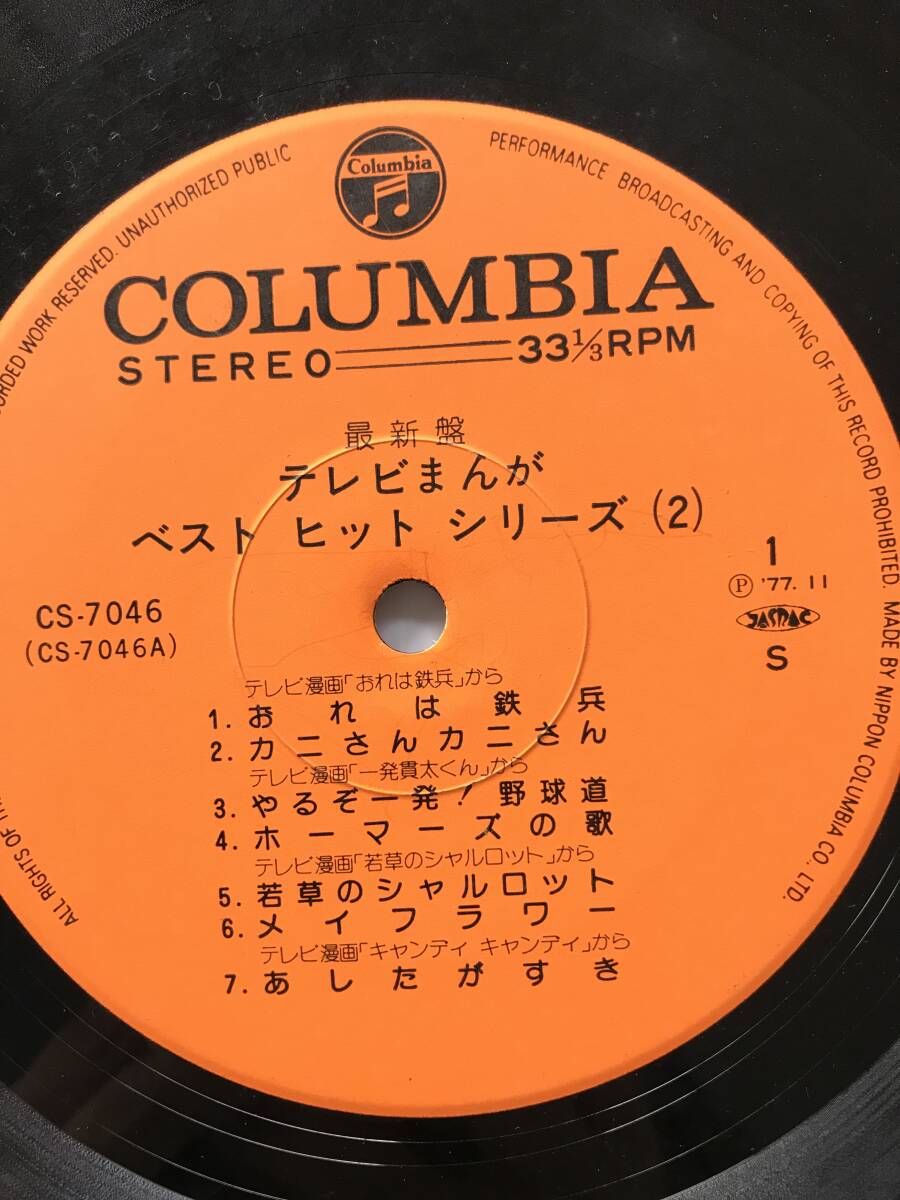 Columbia
COLUMBIA
STEREO 33⅓RPM
最新盤
テレビまんが
ベスト ヒット シリーズ (2)
CS-7046
(CS-7046A)
1
Ⓟ '77.11
JASRAC
S
テレビ漫画「おれは鉄兵」から
1. おれは鉄兵
2. カニさんカニさん
テレビ漫画「一発貫太くん」から
3. やるぞ一発!野球道
4. ホーマーズの歌
テレビ漫画「若草のシャルロット」から
5. 若草のシャルロット
6. メイフラワー
テレビ漫画「キャンディ キャンディ」から
7. あしたがすき
ALL RIGHTS OF WORK RESERVED. UNAUTHORIZED PUBLIC PERFORMANCE BROADCASTING AND COPYING OF THIS RECORD PROHIBITED. MADE BY NIPPON COLUMBIA CO., LTD.